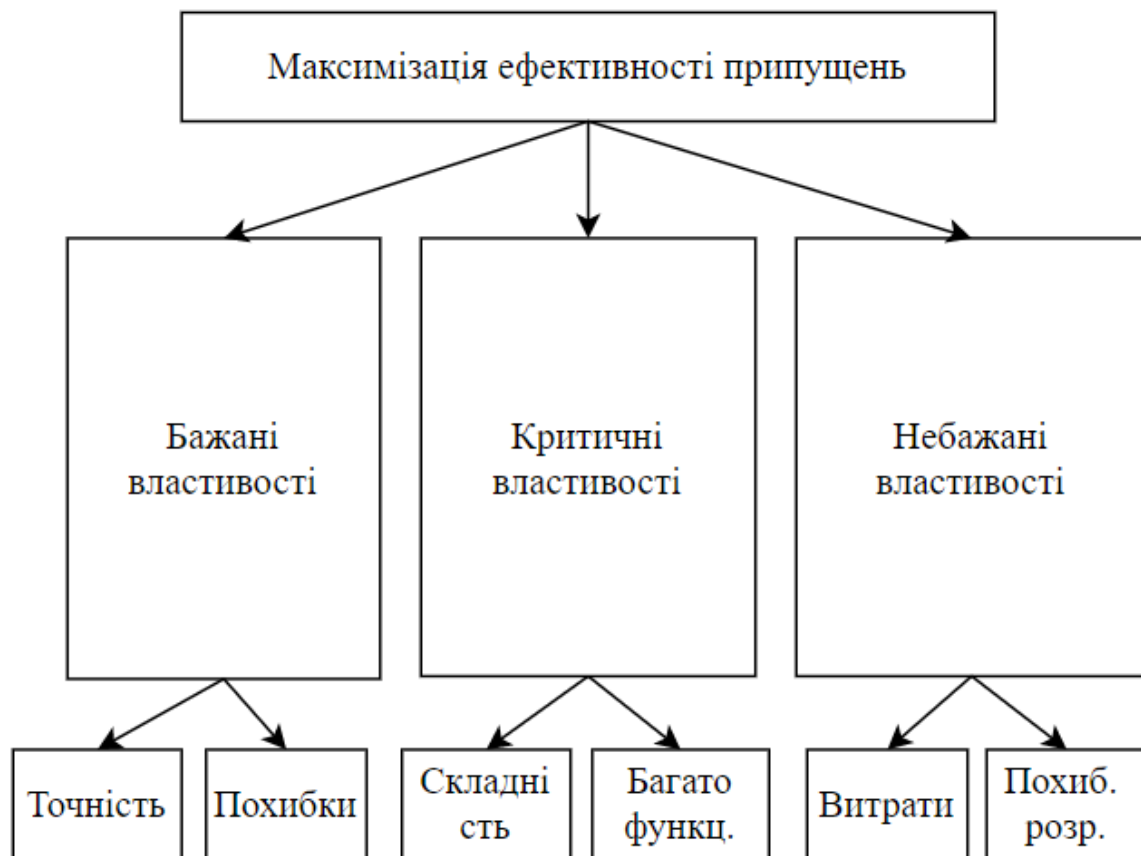 Максимізація ефективності припущень
Бажані
властивості
Критичні
властивості
Небажані
властивості
Точність
Похибки
Складні
сть
Багато
функц.
Витрати
Похиб.
розр.